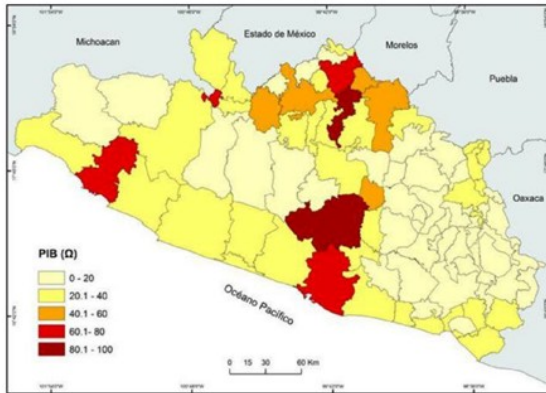 Michoacan
Estado de México
Morelos
Puebla
Oaxaca
PIB (Ω)
0 - 20
20.1 - 40
40.1 - 60
60.1- 80
80.1 - 100
Océano Pacífico
0 15 30 60 Km